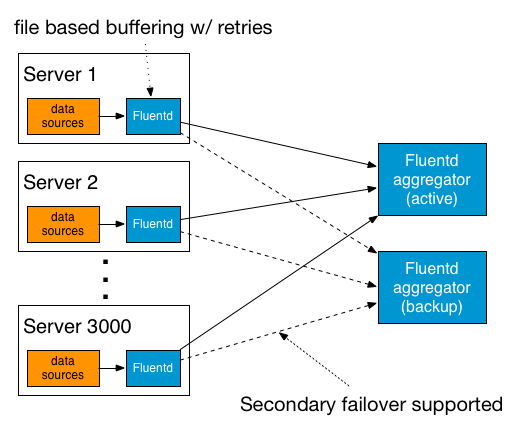 file based buffering w/ retries
Server 1
data
sources
Fluentd
Server 2
data
sources
Fluentd
Server 3000
data
sources
Fluentd
Fluentd
aggregator
(active)
Fluentd
aggregator
(backup)
Secondary failover supported